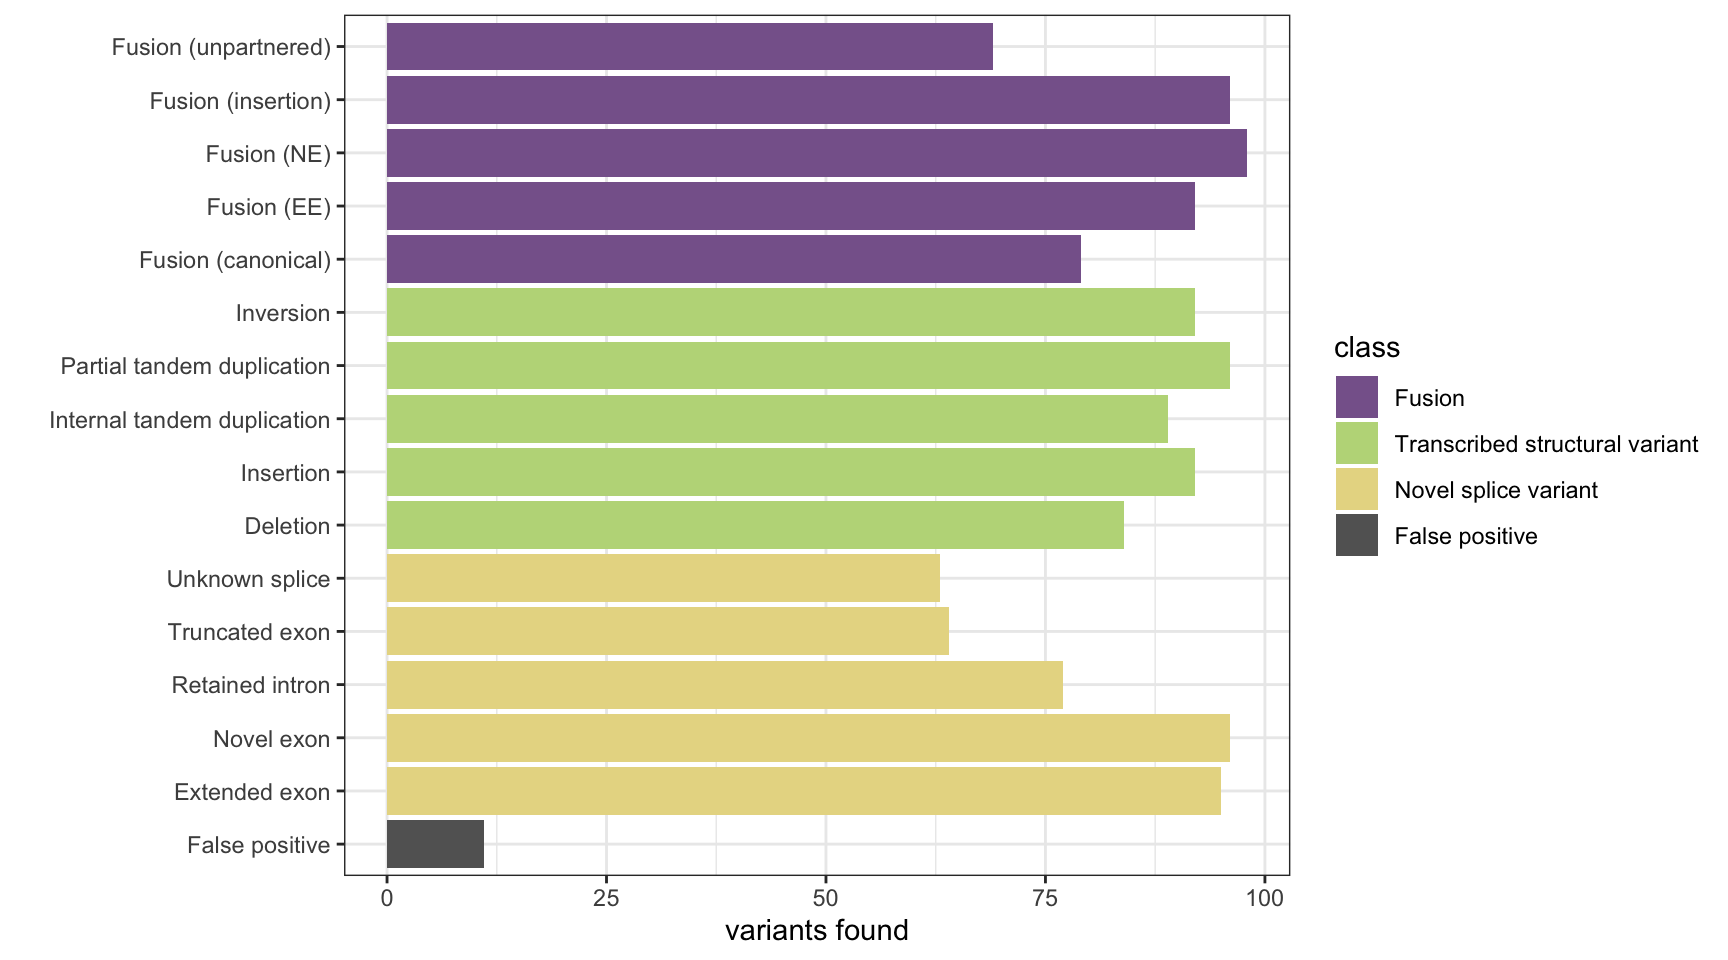 Fusion (unpartnered)
Fusion (insertion)
Fusion (NE)
Fusion (EE)
Fusion (canonical)
Inversion
Partial tandem duplication
Internal tandem duplication
Insertion
Deletion
Unknown splice
Truncated exon
Retained intron
Novel exon
Extended exon
False positive
0 25 50 75 100
variants found
class
Fusion
Transcribed structural variant
Novel splice variant
False positive